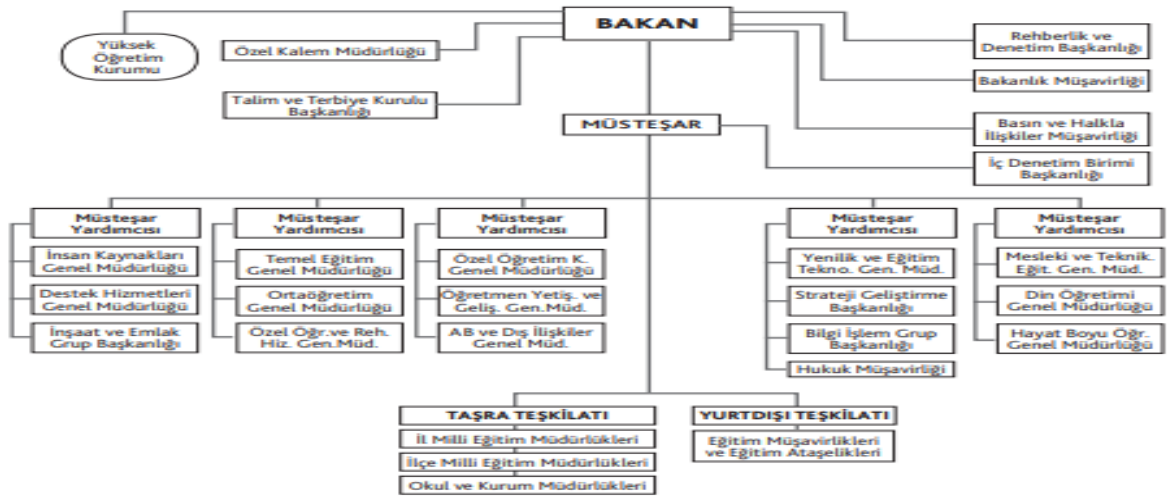 BAKAN
Yüksek
Öğretim
Kurumu
Özel Kalem Müdürlüğü
Talim ve Terbiye Kurulu
Başkanlığı
Rehberlik ve
Denetim Başkanlığı
Bakanlık Müşavirliği
Basın ve Halkla
İlişkiler Müşavirliği
MÜSTEŞAR
İç Denetim Birimi
Başkanlığı
Müsteşar
Yardımcısı
İnsan Kaynakları
Genel Müdürlüğü
Destek Hizmetleri
Genel Müdürlüğü
İnşaat ve Emlak
Grup Başkanlığı
Müsteşar
Yardımcısı
Temel Eğitim
Genel Müdürlüğü
Ortaöğretim
Genel Müdürlüğü
Özel Öğr.ve Reh.
Hiz. Gen.Müd.
Müsteşar
Yardımcısı
Özel Öğretim K.
Genel Müdürlüğü
Öğretmen Yetiş. ve
Geliş. Gen.Müd.
AB ve Dış İlişkiler
Genel Müd.
Müsteşar
Yardımcısı
Yenilik ve Eğitim
Tekno. Gen. Müd.
Strateji Geliştirme
Başkanlığı
Bilgi İşlem Grup
Başkanlığı
Hukuk Müşavirliği
Müsteşar
Yardımcısı
Mesleki ve Teknik.
Eğit. Gen. Müd.
Din Öğretimi
Genel Müdürlüğü
Hayat Boyu Öğr.
Genel Müdürlüğü
TAŞRA TEŞKİLATI
İl Milli Eğitim Müdürlükleri
İlçe Milli Eğitim Müdürlükleri
Okul ve Kurum Müdürlükleri
YURTDIŞI TEŞKİLATI
Eğitim Müşavirlikleri
ve Eğitim Ataşelikleri